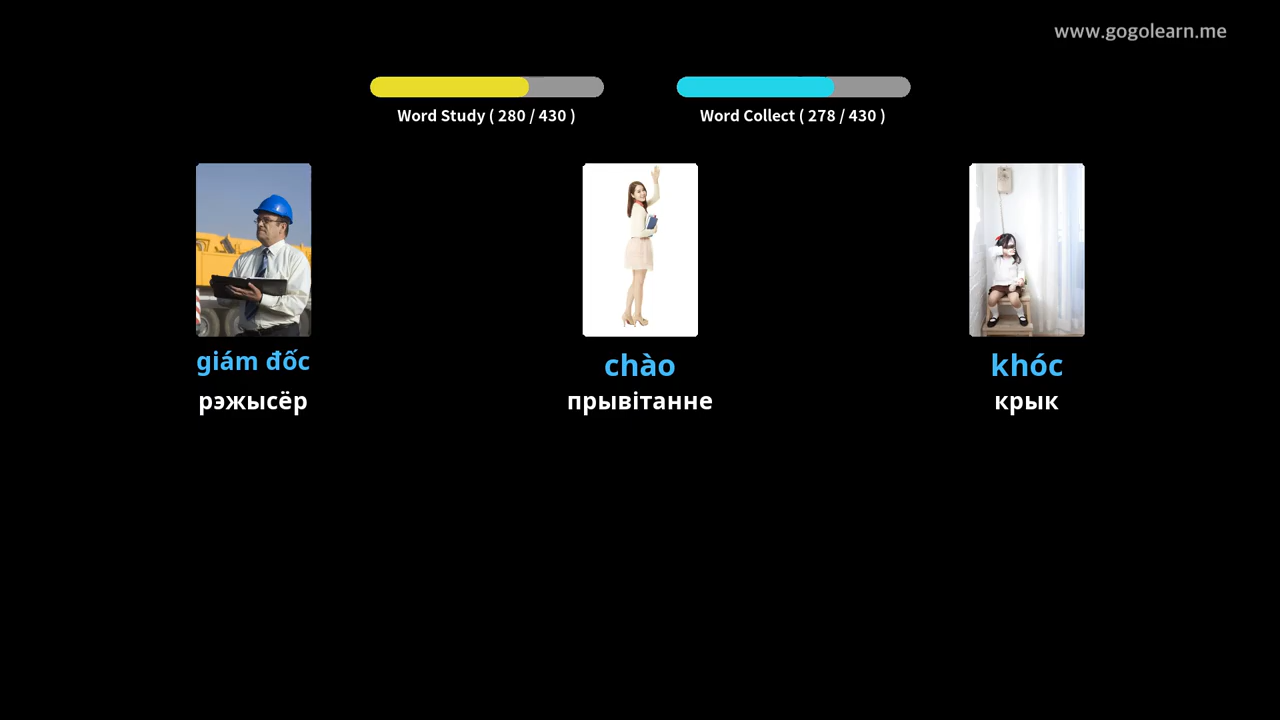 www.gogolearn.me
Word Study ( 280 / 430 )
Word Collect ( 278 / 430 )
giám đốc
рэжысёр
chào
прывітанне
khóc
крык